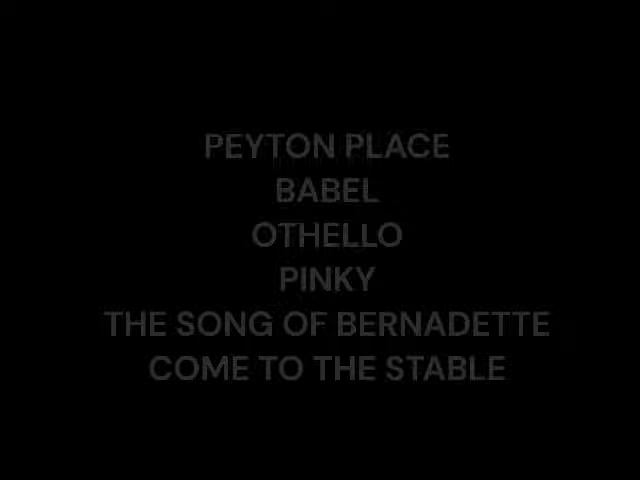 PEYTON PLACE
BABEL
OTHELLO
PINKY
THE SONG OF BERNADETTE
COME TO THE STABLE